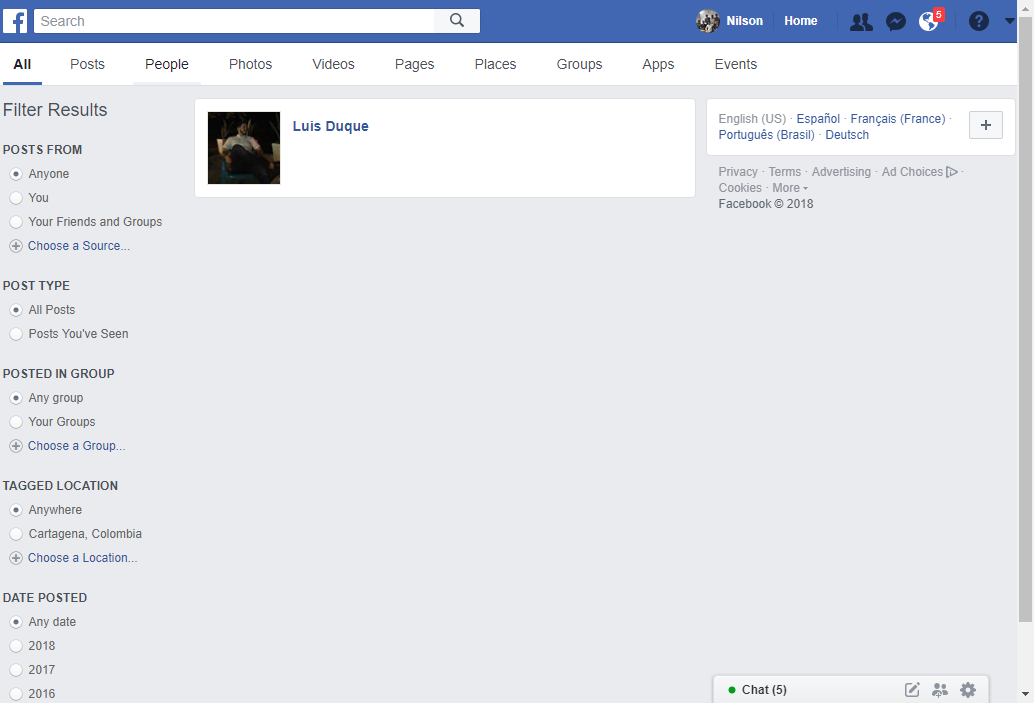 f Search Nilson Home 5 ?
All Posts People Photos Videos Pages Places Groups Apps Events
Filter Results
POSTS FROM
Anyone
You
Your Friends and Groups
Choose a Source...
POST TYPE
All Posts
Posts You've Seen
POSTED IN GROUP
Any group
Your Groups
Choose a Group...
TAGGED LOCATION
Anywhere
Cartagena, Colombia
Choose a Location...
DATE POSTED
Any date
2018
2017
2016
Luis Duque
English (US) · Español · Français (France) ·
Português (Brasil) · Deutsch
+
Privacy · Terms · Advertising · Ad Choices ·
Cookies · More
Facebook © 2018
Chat (5)